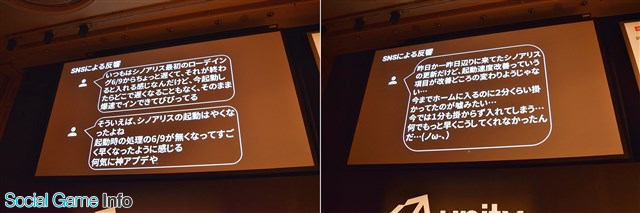 SNSによる反響
いつもはシノアリス最初のローディン
グ6/9からちょっと遅くて、それが終わ
ると入れる感じなんだけど、今起動し
たらどこで遅くなることもなく、そのまま
爆速でインできてびびってる
そういえば、シノアリスの起動はやくな
ったよね
起動時の処理の6/9が無くなってすご
く早くなったように感じる
何気に神アプデや
SNSによる反響
昨日か一昨日辺りに来てたシノアリス
の更新だけど、起動速度改善っていう
項目が改善どころの変わりようじゃな
い…
今までホームに入るのに2分くらい掛
かってたのが嘘みたい…
今では1分も掛からず入れてしまう…
何でもっと早くこうしてくれなかったん
だ…(ノω・､)
unity
Social Game Info